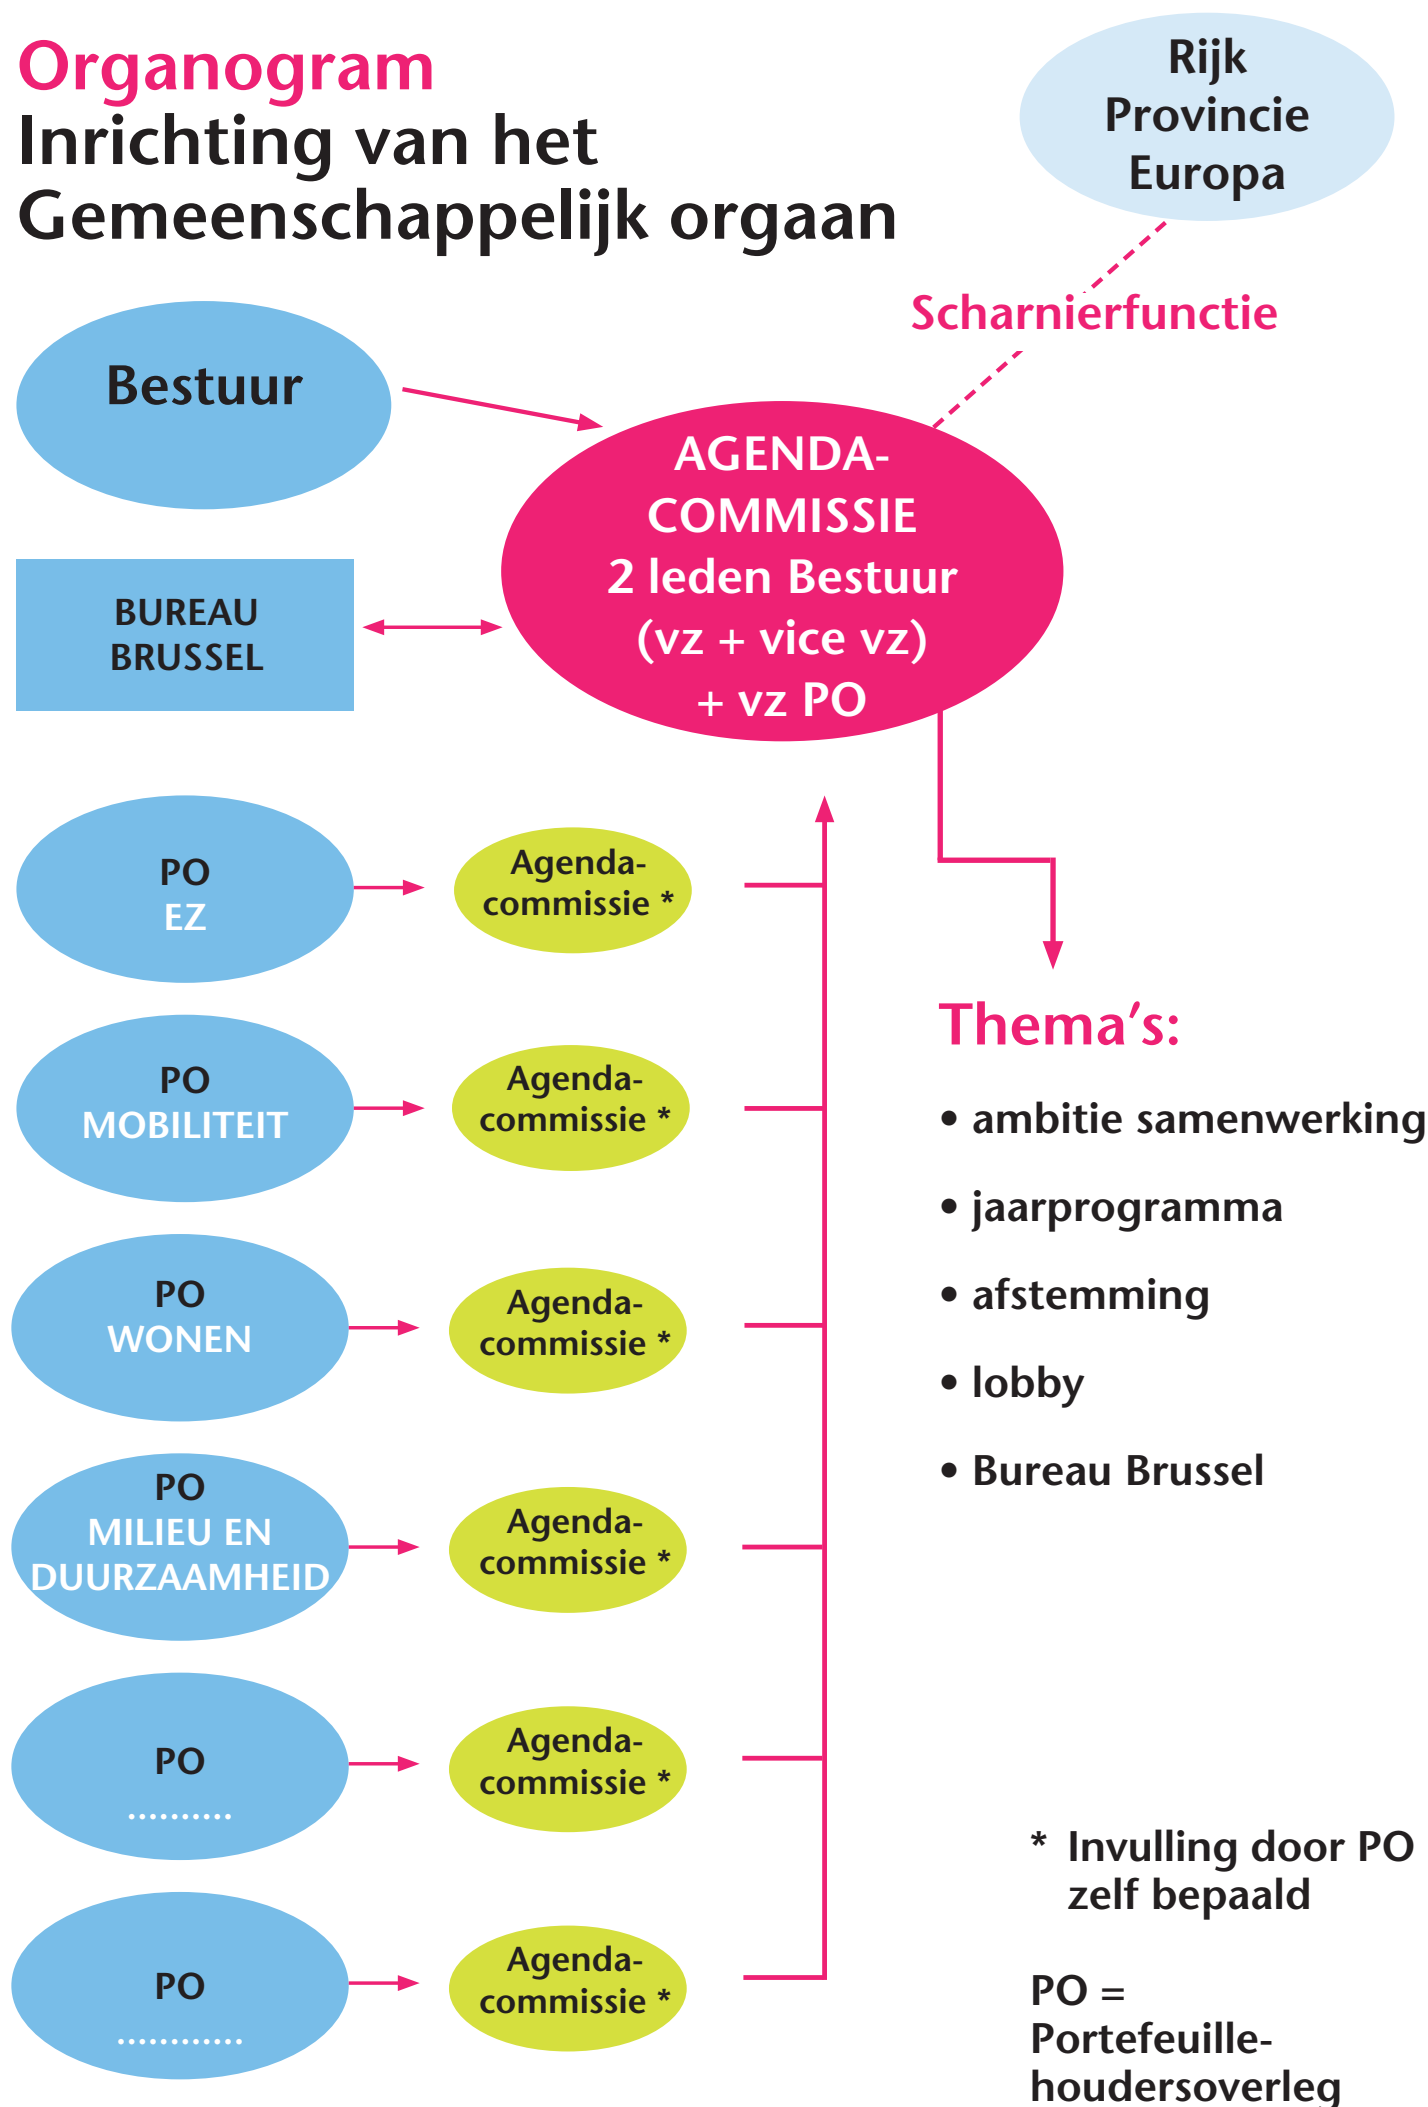 Organogram
Inrichting van het
Gemeenschappelijk orgaan
Rijk
Provincie
Europa
Scharnierfunctie
Bestuur
AGENDA-
COMMISSIE
2 leden Bestuur
(vz + vice vz)
+ vz PO
BUREAU
BRUSSEL
PO
EZ
Agenda-
commissie *
PO
MOBILITEIT
Agenda-
commissie *
PO
WONEN
Agenda-
commissie *
PO
MILIEU EN
DUURZAAMHEID
Agenda-
commissie *
PO
..........
Agenda-
commissie *
PO
............
Agenda-
commissie *
Thema's:
• ambitie samenwerking
• jaarprogramma
• afstemming
• lobby
• Bureau Brussel
* Invulling door PO
zelf bepaald
PO =
Portefeuille-
houdersoverleg